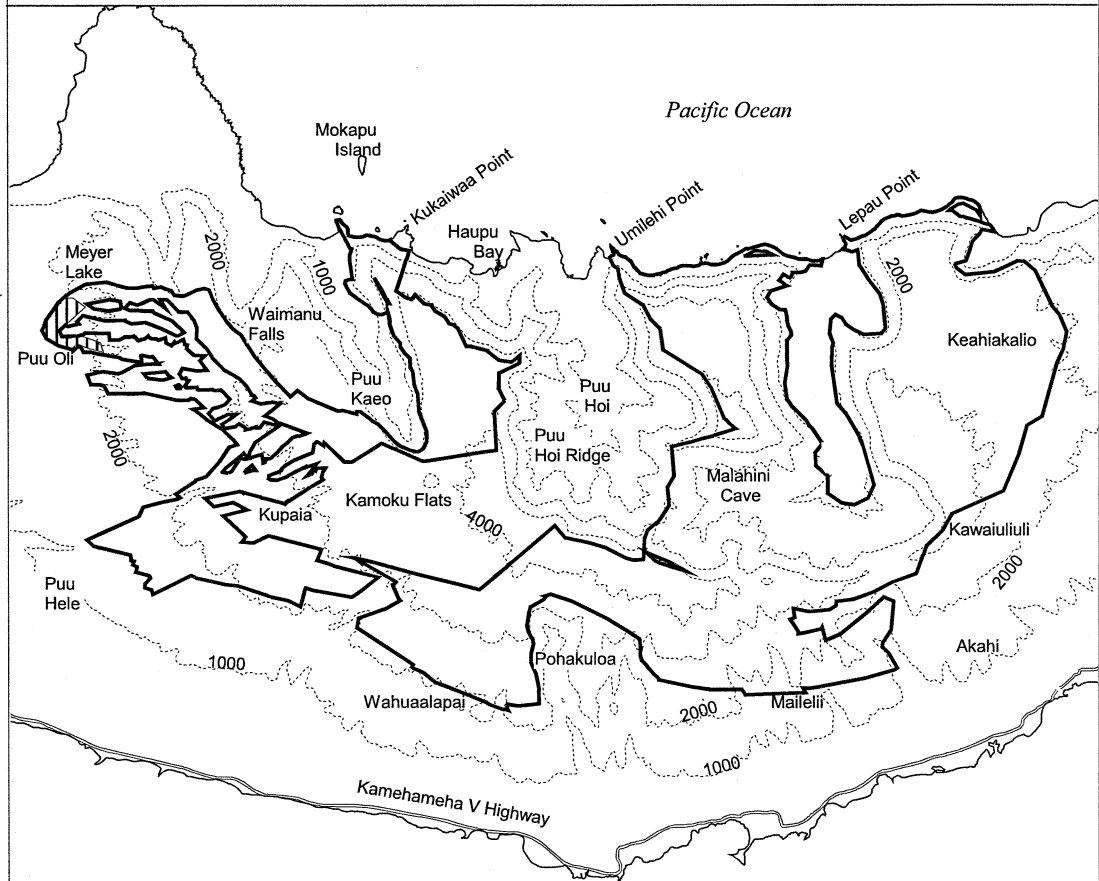 Pacific Ocean
Mokapu
Island
Kukaiwaa Point
Umilehi Point
Lepau Point
Haupu
Bay
Meyer
Lake
2000
1000
2000
Waimanu
Falls
Keahiakalio
Puu Oli
Puu
Kaeo
Puu
Hoi
Puu
Hoi Ridge
2000
Malahini
Cave
Kamoku Flats
Kupaia
4000
Kawaiuliuli
2000
Puu
Hele
1000
Pohakuloa
Akahi
Wahuaalapai
2000
Mailelii
1000
Kamehameha V Highway